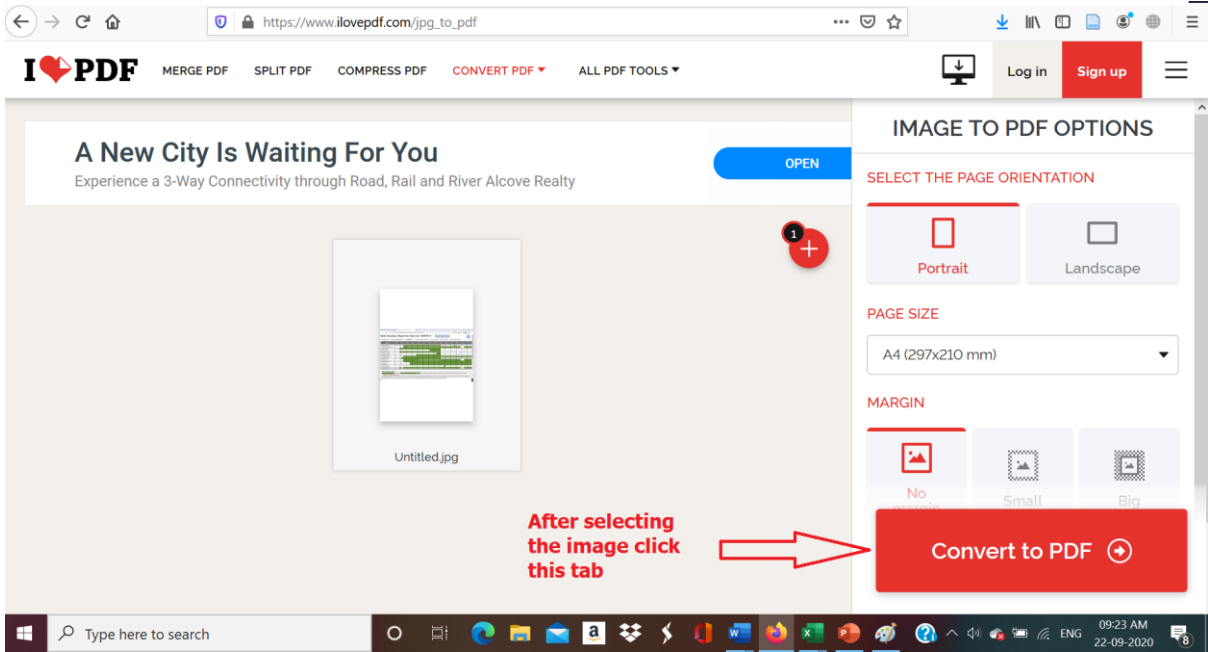 https://www.ilovepdf.com/jpg_to_pdf
I PDF
MERGE PDF
SPLIT PDF
COMPRESS PDF
CONVERT PDF
ALL PDF TOOLS
Log in
Sign up
A New City Is Waiting For You
Experience a 3-Way Connectivity through Road, Rail and River Alcove Realty
OPEN
1
Untitled.jpg
IMAGE TO PDF OPTIONS
SELECT THE PAGE ORIENTATION
Portrait
Landscape
PAGE SIZE
A4 (297x210 mm)
MARGIN
No
margin
Small
Big
After selecting
the image click
this tab
Convert to PDF
Type here to search
ENG
09:23 AM
22-09-2020
8